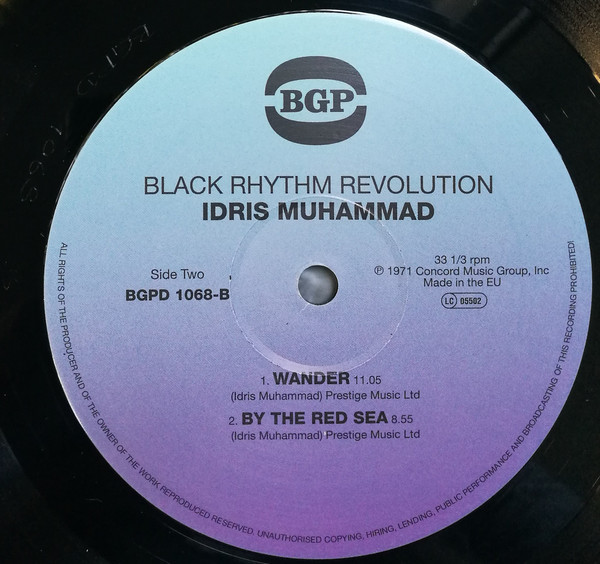 BGP
BLACK RHYTHM REVOLUTION
IDRIS MUHAMMAD
Side Two
BGPD 1068-B
33 1/3 rpm
℗ 1971 Concord Music Group, Inc
Made in the EU
LC 05502
1. WANDER 11.05
(Idris Muhammad) Prestige Music Ltd
2. BY THE RED SEA 8.55
(Idris Muhammad) Prestige Music Ltd
ALL RIGHTS OF THE PRODUCER AND OF THE OWNER OF THE WORK REPRODUCED RESERVED. UNAUTHORISED COPYING, HIRING, LENDING, PUBLIC PERFORMANCE AND BROADCASTING OF THIS RECORDING PROHIBITED!